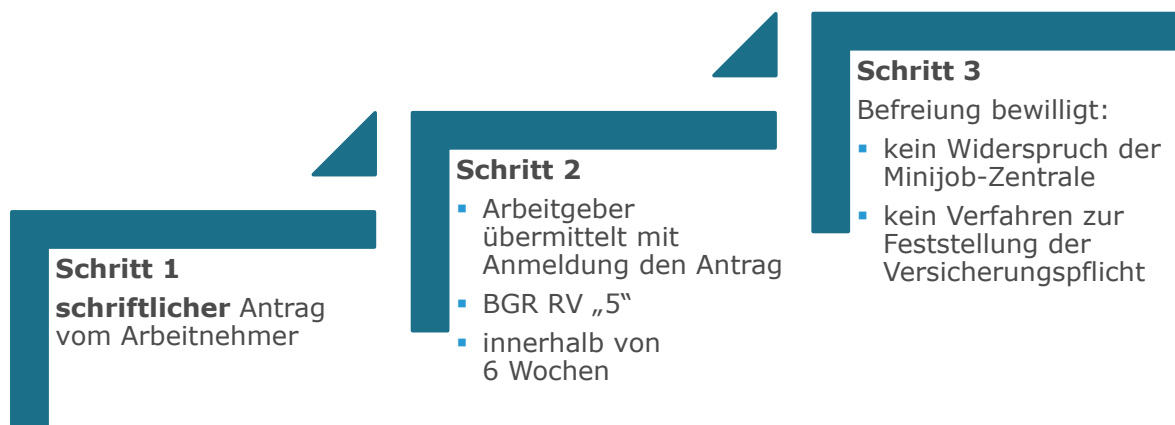 Schritt 1
schriftlicher Antrag
vom Arbeitnehmer
Schritt 2
▪ Arbeitgeber
übermittelt mit
Anmeldung den Antrag
▪ BGR RV „5“
▪ innerhalb von
6 Wochen
Schritt 3
Befreiung bewilligt:
▪ kein Widerspruch der
Minijob-Zentrale
▪ kein Verfahren zur
Feststellung der
Versicherungspflicht